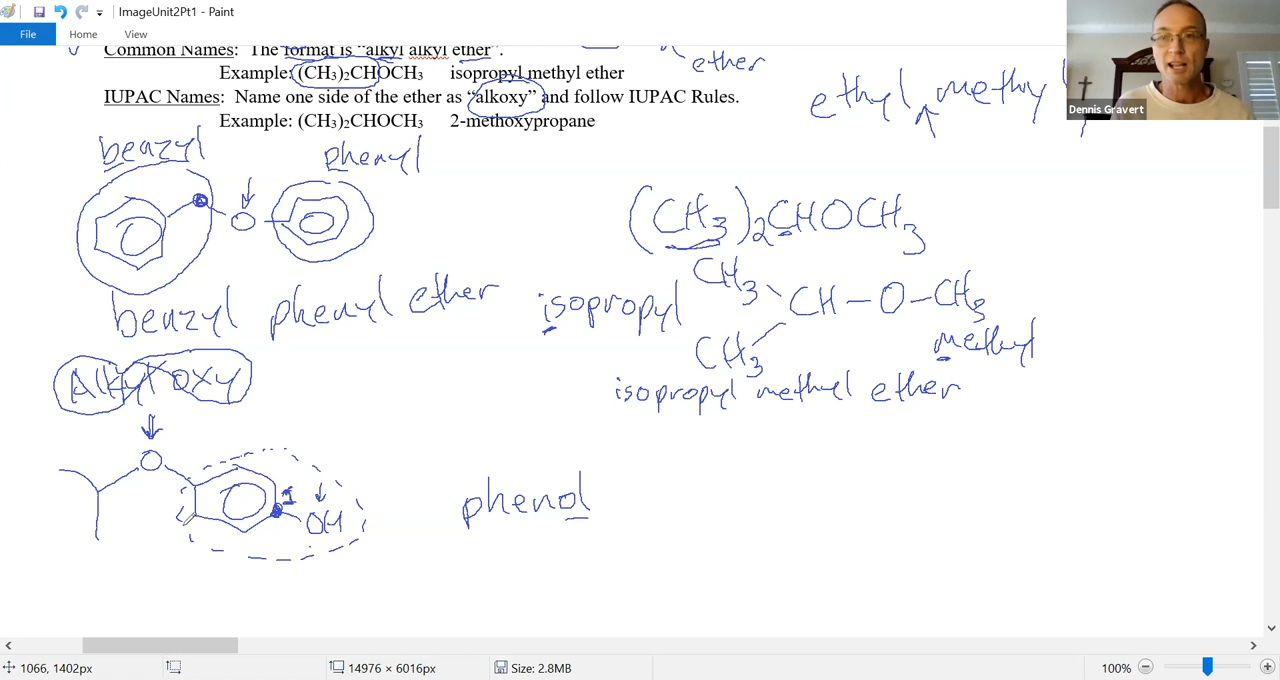 ImageUnit2Pt1 - Paint
File Home View
Common Names: The format is “alkyl alkyl ether”.
Example: (CH₃)₂CHOCH₃ isopropyl methyl ether
IUPAC Names: Name one side of the ether as “alkoxy” and follow IUPAC Rules.
Example: (CH₃)₂CHOCH₃ 2-methoxypropane
ether
ethyl methyl
Dennis Gravert
benzyl phenyl
O
(CH₃)₂CHOCH₃
benzyl phenyl ether
isopropyl
CH₃
CH - O - CH₃
CH₃
methyl
isopropyl methyl ether
Alkyl oxy
O
1
OH
phenol
1066, 1402px
14976 × 6016px
Size: 2.8MB
100%